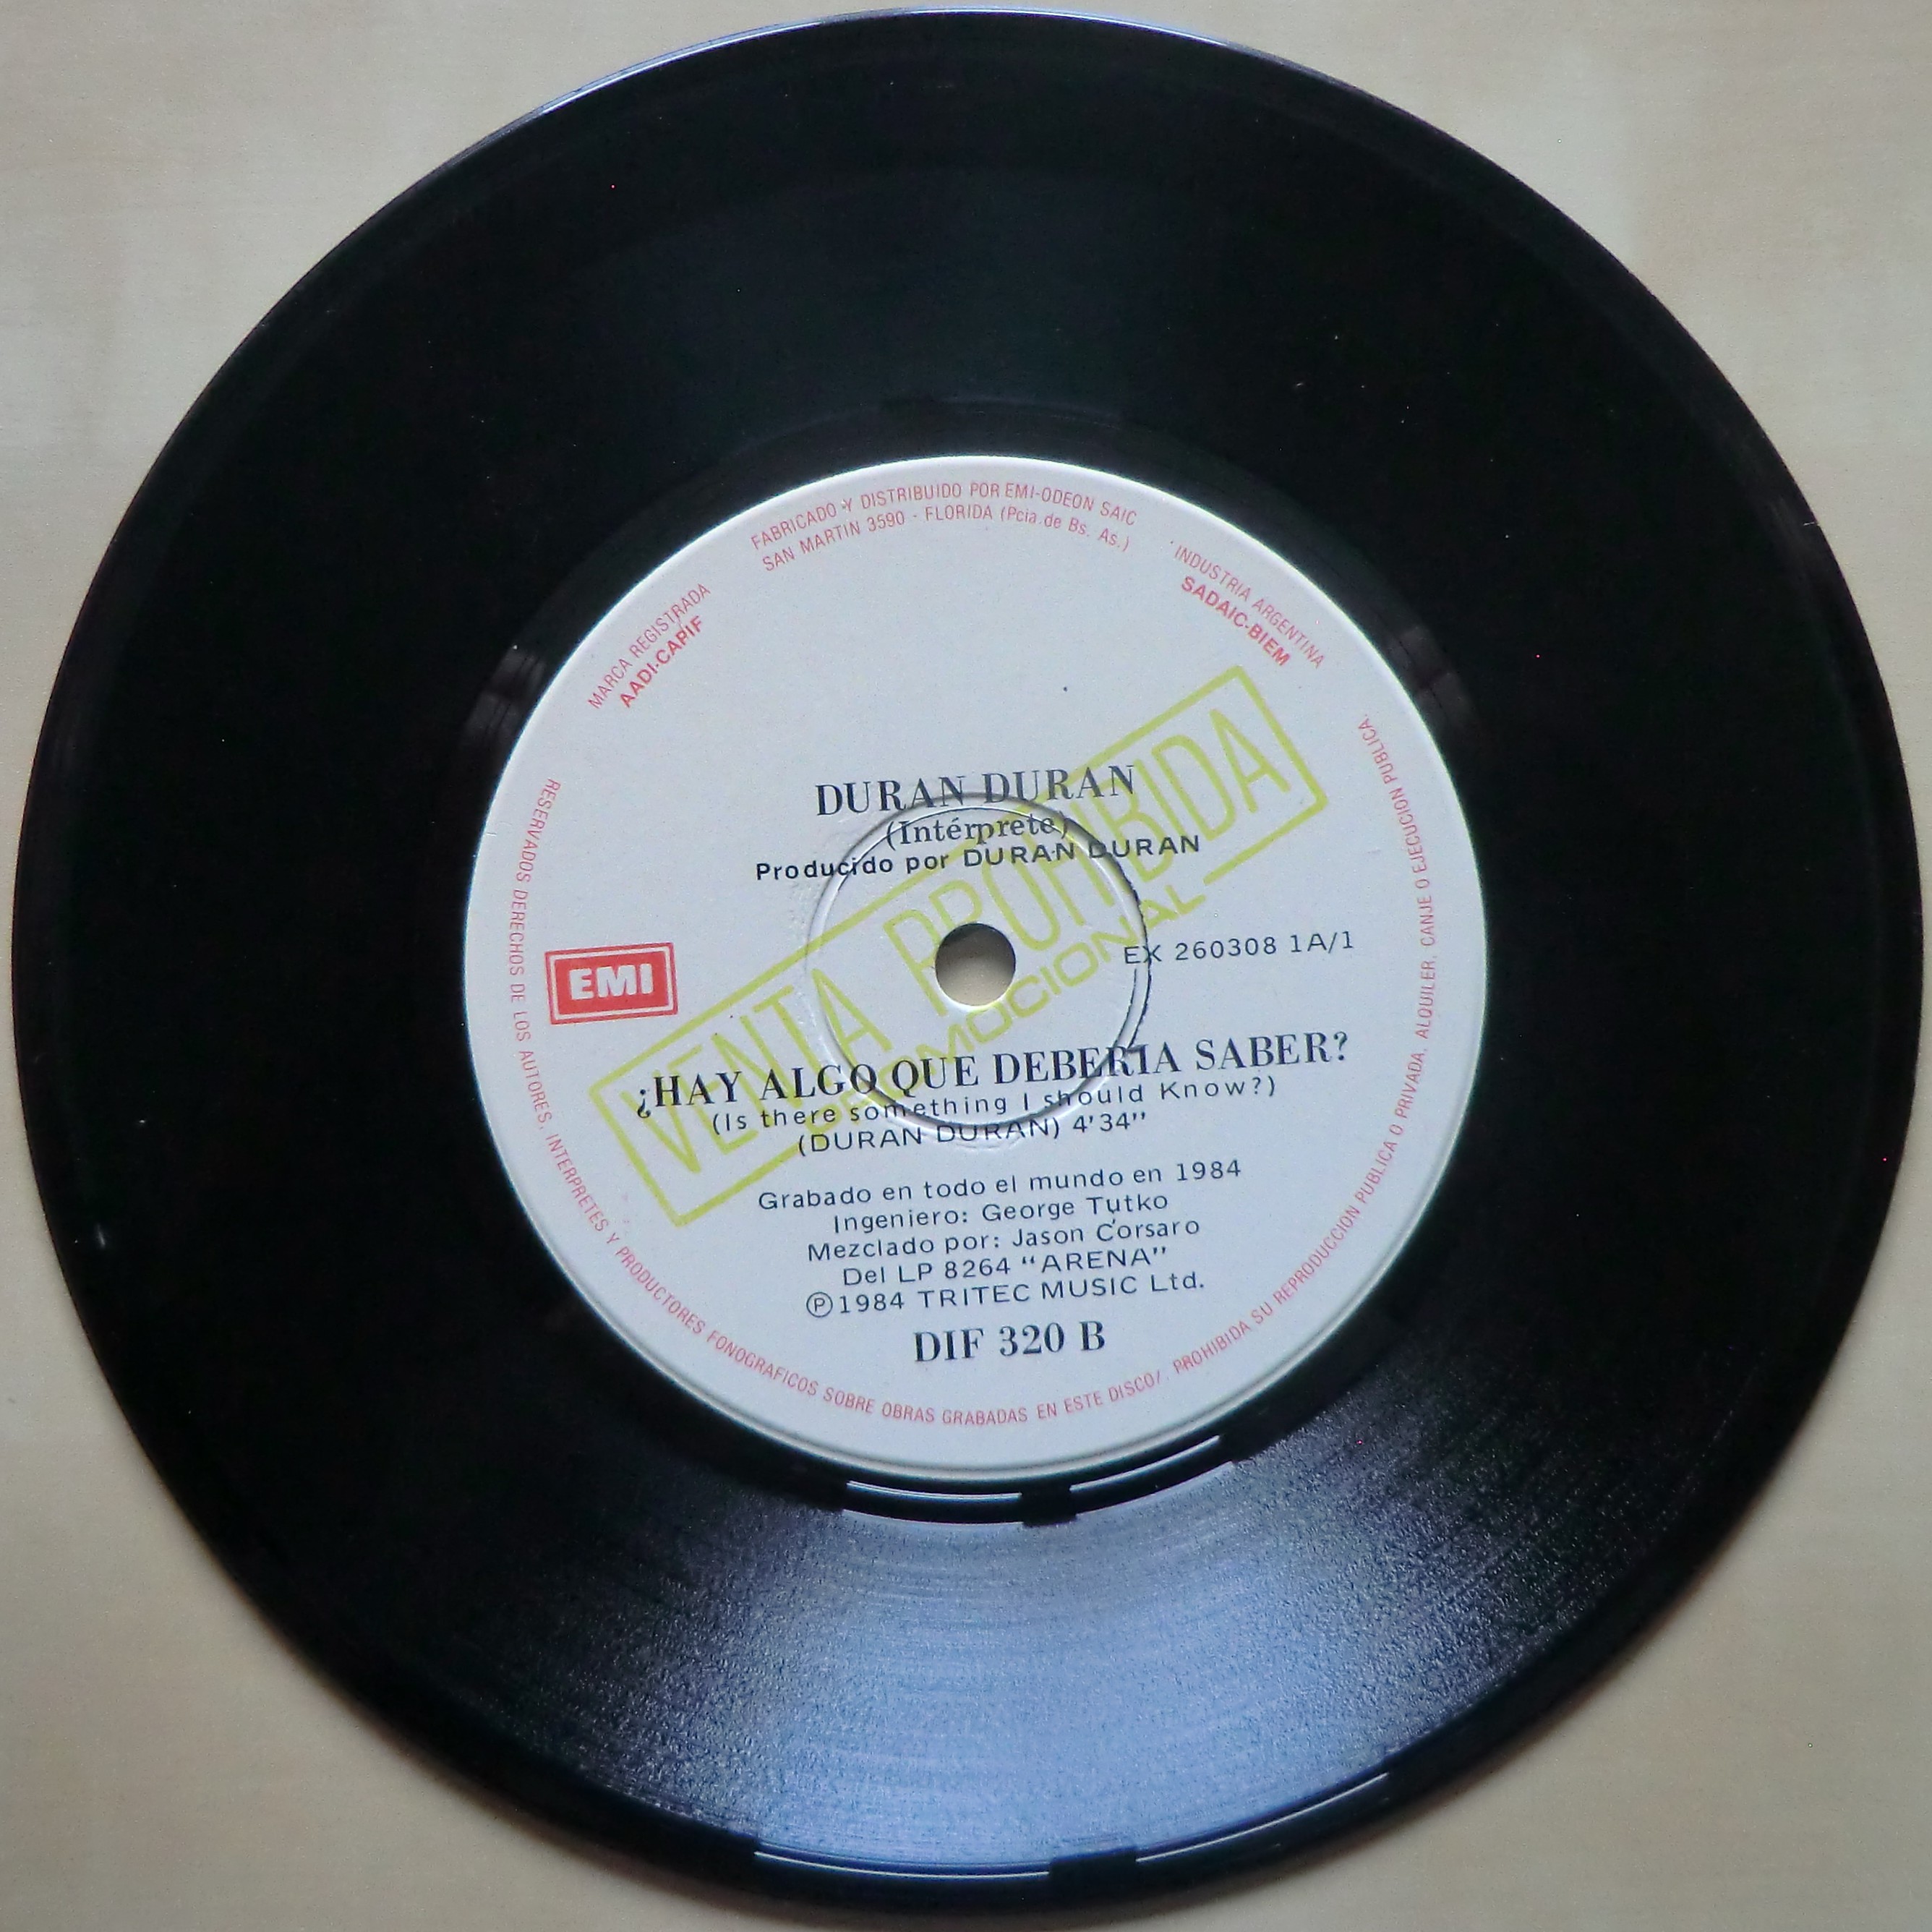 FABRICADO Y DISTRIBUIDO POR EMI-ODEON SAIC
SAN MARTIN 3590 - FLORIDA (Pcia. de Bs. As.)
MARCA REGISTRADA
AADI-CAPIF
INDUSTRIA ARGENTINA
SADAIC-BIEM
DURAN DURAN
(Intérprete)
Producido por DURAN DURAN
VENTA PROHIBIDA
EMI
EX 260308 1A/1
¿HAY ALGO QUE DEBERIA SABER?
(Is there something I should Know?)
(DURAN DURAN) 4'34"
Grabado en todo el mundo en 1984
Ingeniero: George Tutko
Mezclado por: Jason Corsaro
Del LP 8264 "ARENA"
Ⓟ1984 TRITEC MUSIC Ltd.
DIF 320 B
RESERVADOS DERECHOS DE LOS AUTORES, INTERPRETES Y PRODUCTORES FONOGRAFICOS SOBRE OBRAS GRABADAS EN ESTE DISCO/. PROHIBIDA SU REPRODUCCION PUBLICA O PRIVADA, ALQUILER, CANJE O EJECUCION PUBLICA.